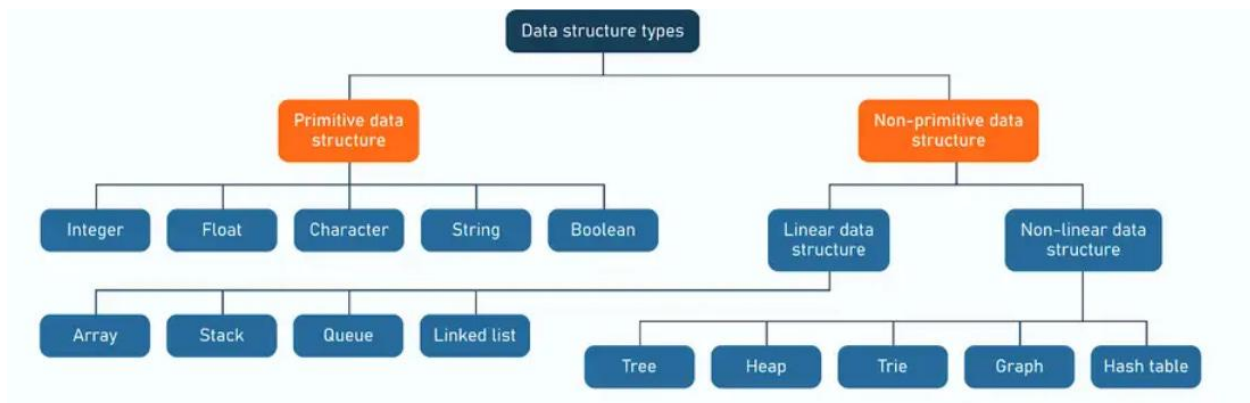 Data structure types
Primitive data
structure
Non-primitive data
structure
Integer
Float
Character
String
Boolean
Linear data
structure
Non-linear data
structure
Array
Stack
Queue
Linked list
Tree
Heap
Trie
Graph
Hash table